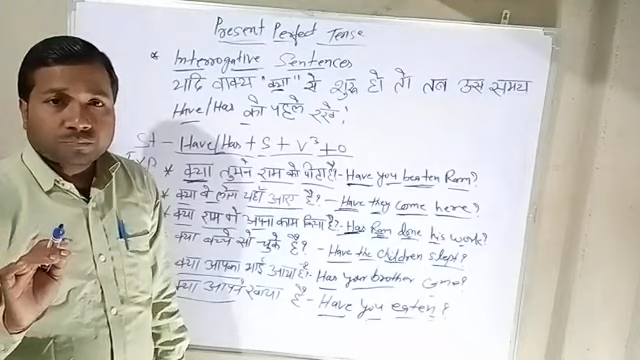 Present Perfect Tense
* Interrogative Sentences
यदि वाक्य "क्या" से शुरू हो तो तब उस समय
Have/Has को पहले रखें!
St - Have/Has + S + V3 + O
* क्या तुमने राम को पीटा है? - Have you beaten Ram?
* क्या वे लोग यहाँ आए है? - Have they come here?
* क्या राम ने अपना काम किया है? - Has Ram done his work?
क्या बच्चे सो चुके है? - Have the children slept?
क्या आपका भाई आया है? - Has your brother come?
क्या आपने खाया है - Have you eaten?